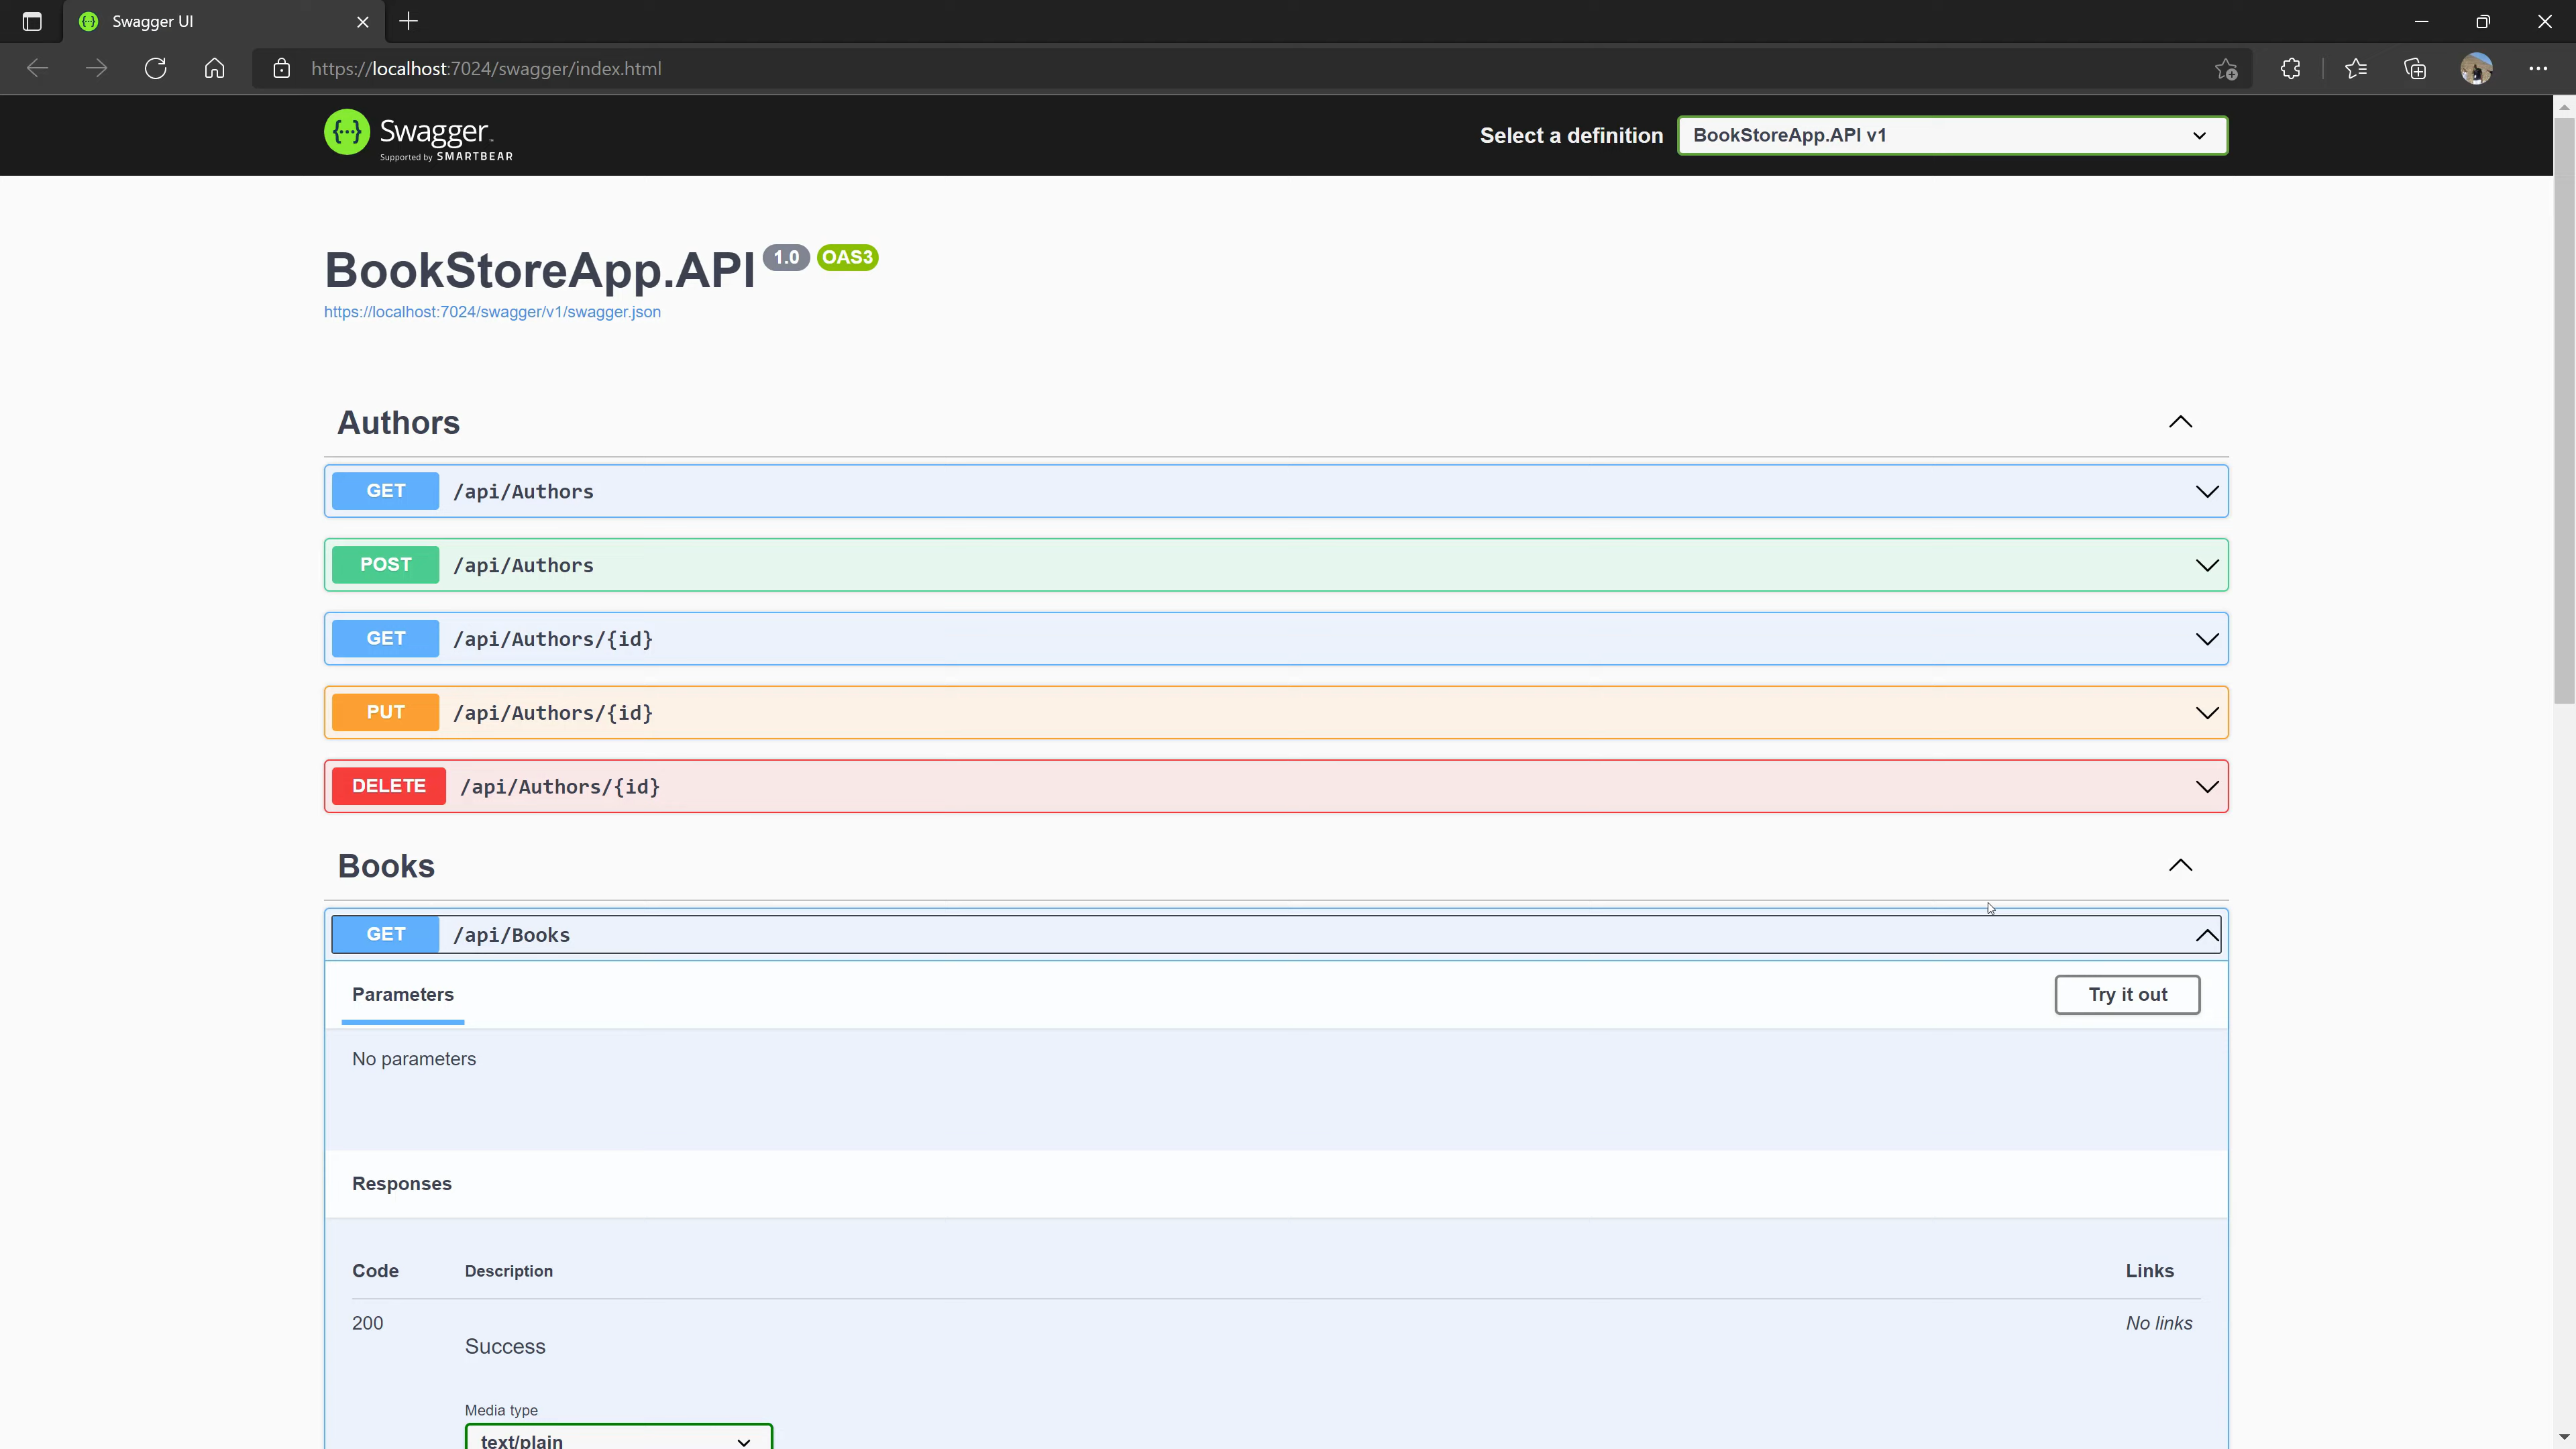 Swagger UI
https://localhost:7024/swagger/index.html
Swagger™
Supported by SMARTBEAR
Select a definition
BookStoreApp.API v1
BookStoreApp.API 1.0 OAS3
https://localhost:7024/swagger/v1/swagger.json
Authors
GET /api/Authors
POST /api/Authors
GET /api/Authors/{id}
PUT /api/Authors/{id}
DELETE /api/Authors/{id}
Books
GET /api/Books
Parameters
Try it out
No parameters
Responses
Code Description Links
200 No links
Success
Media type
text/plain